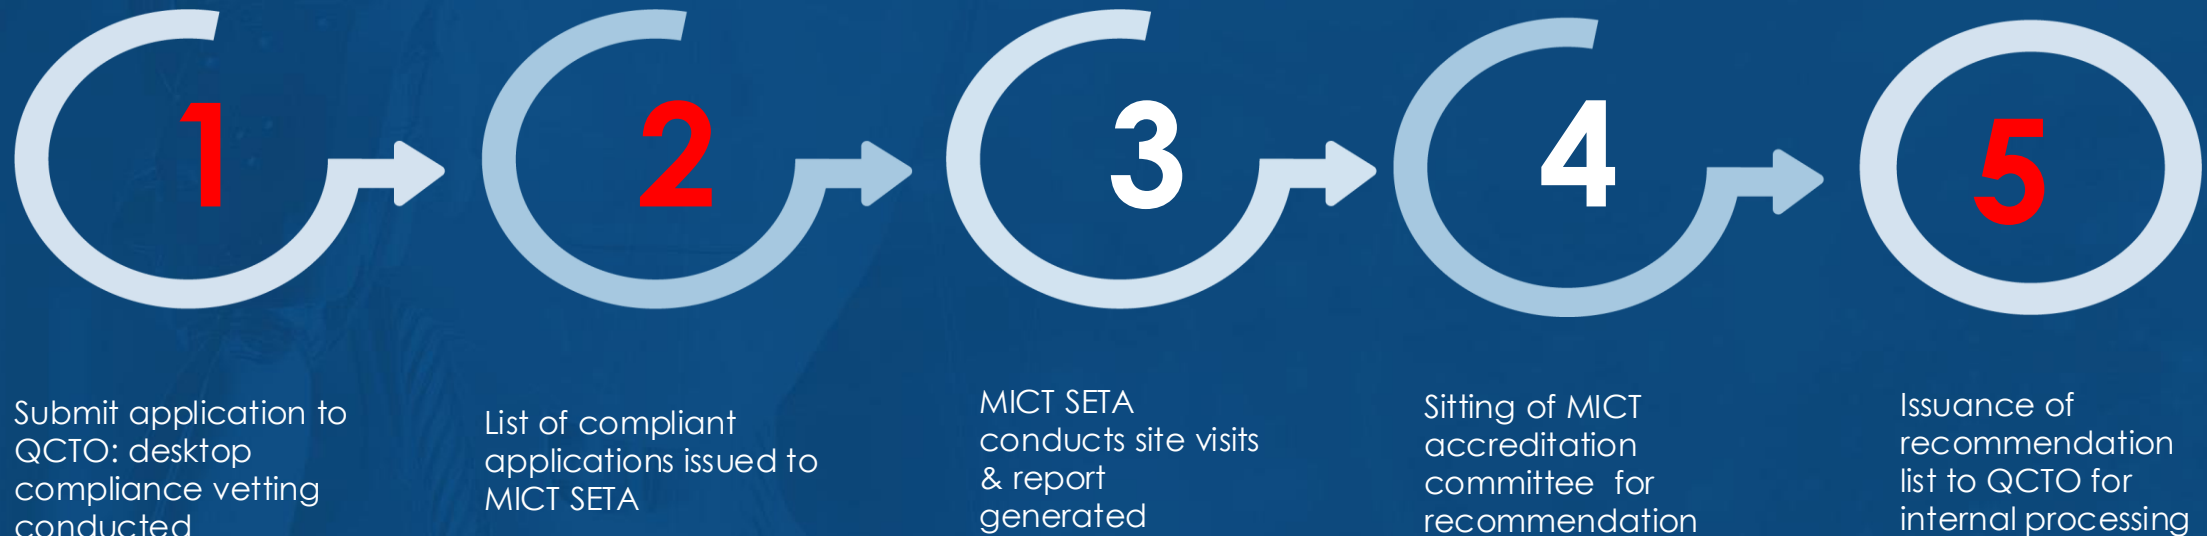 1
Submit application to
QCTO: desktop
compliance vetting
conducted
2
List of compliant
applications issued to
MICT SETA
3
MICT SETA
conducts site visits
& report
generated
4
Sitting of MICT
accreditation
committee for
recommendation
5
Issuance of
recommendation
list to QCTO for
internal processing